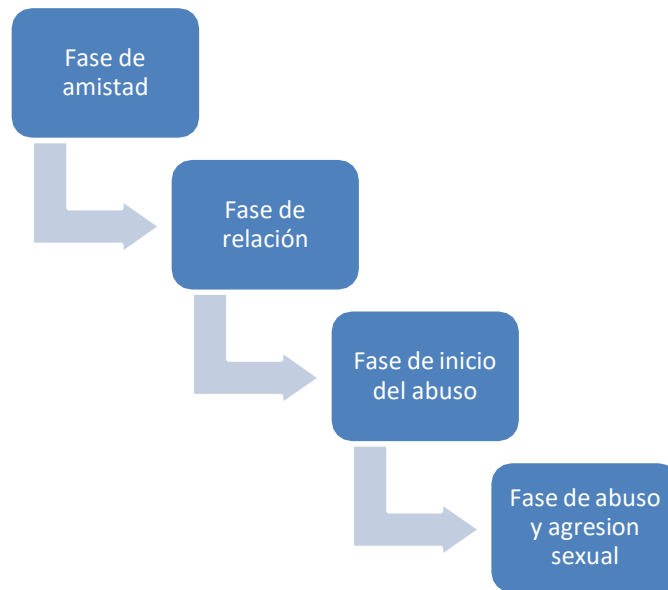 Fase de
amistad
Fase de
relación
Fase de inicio
del abuso
Fase de abuso
y agresion
sexual